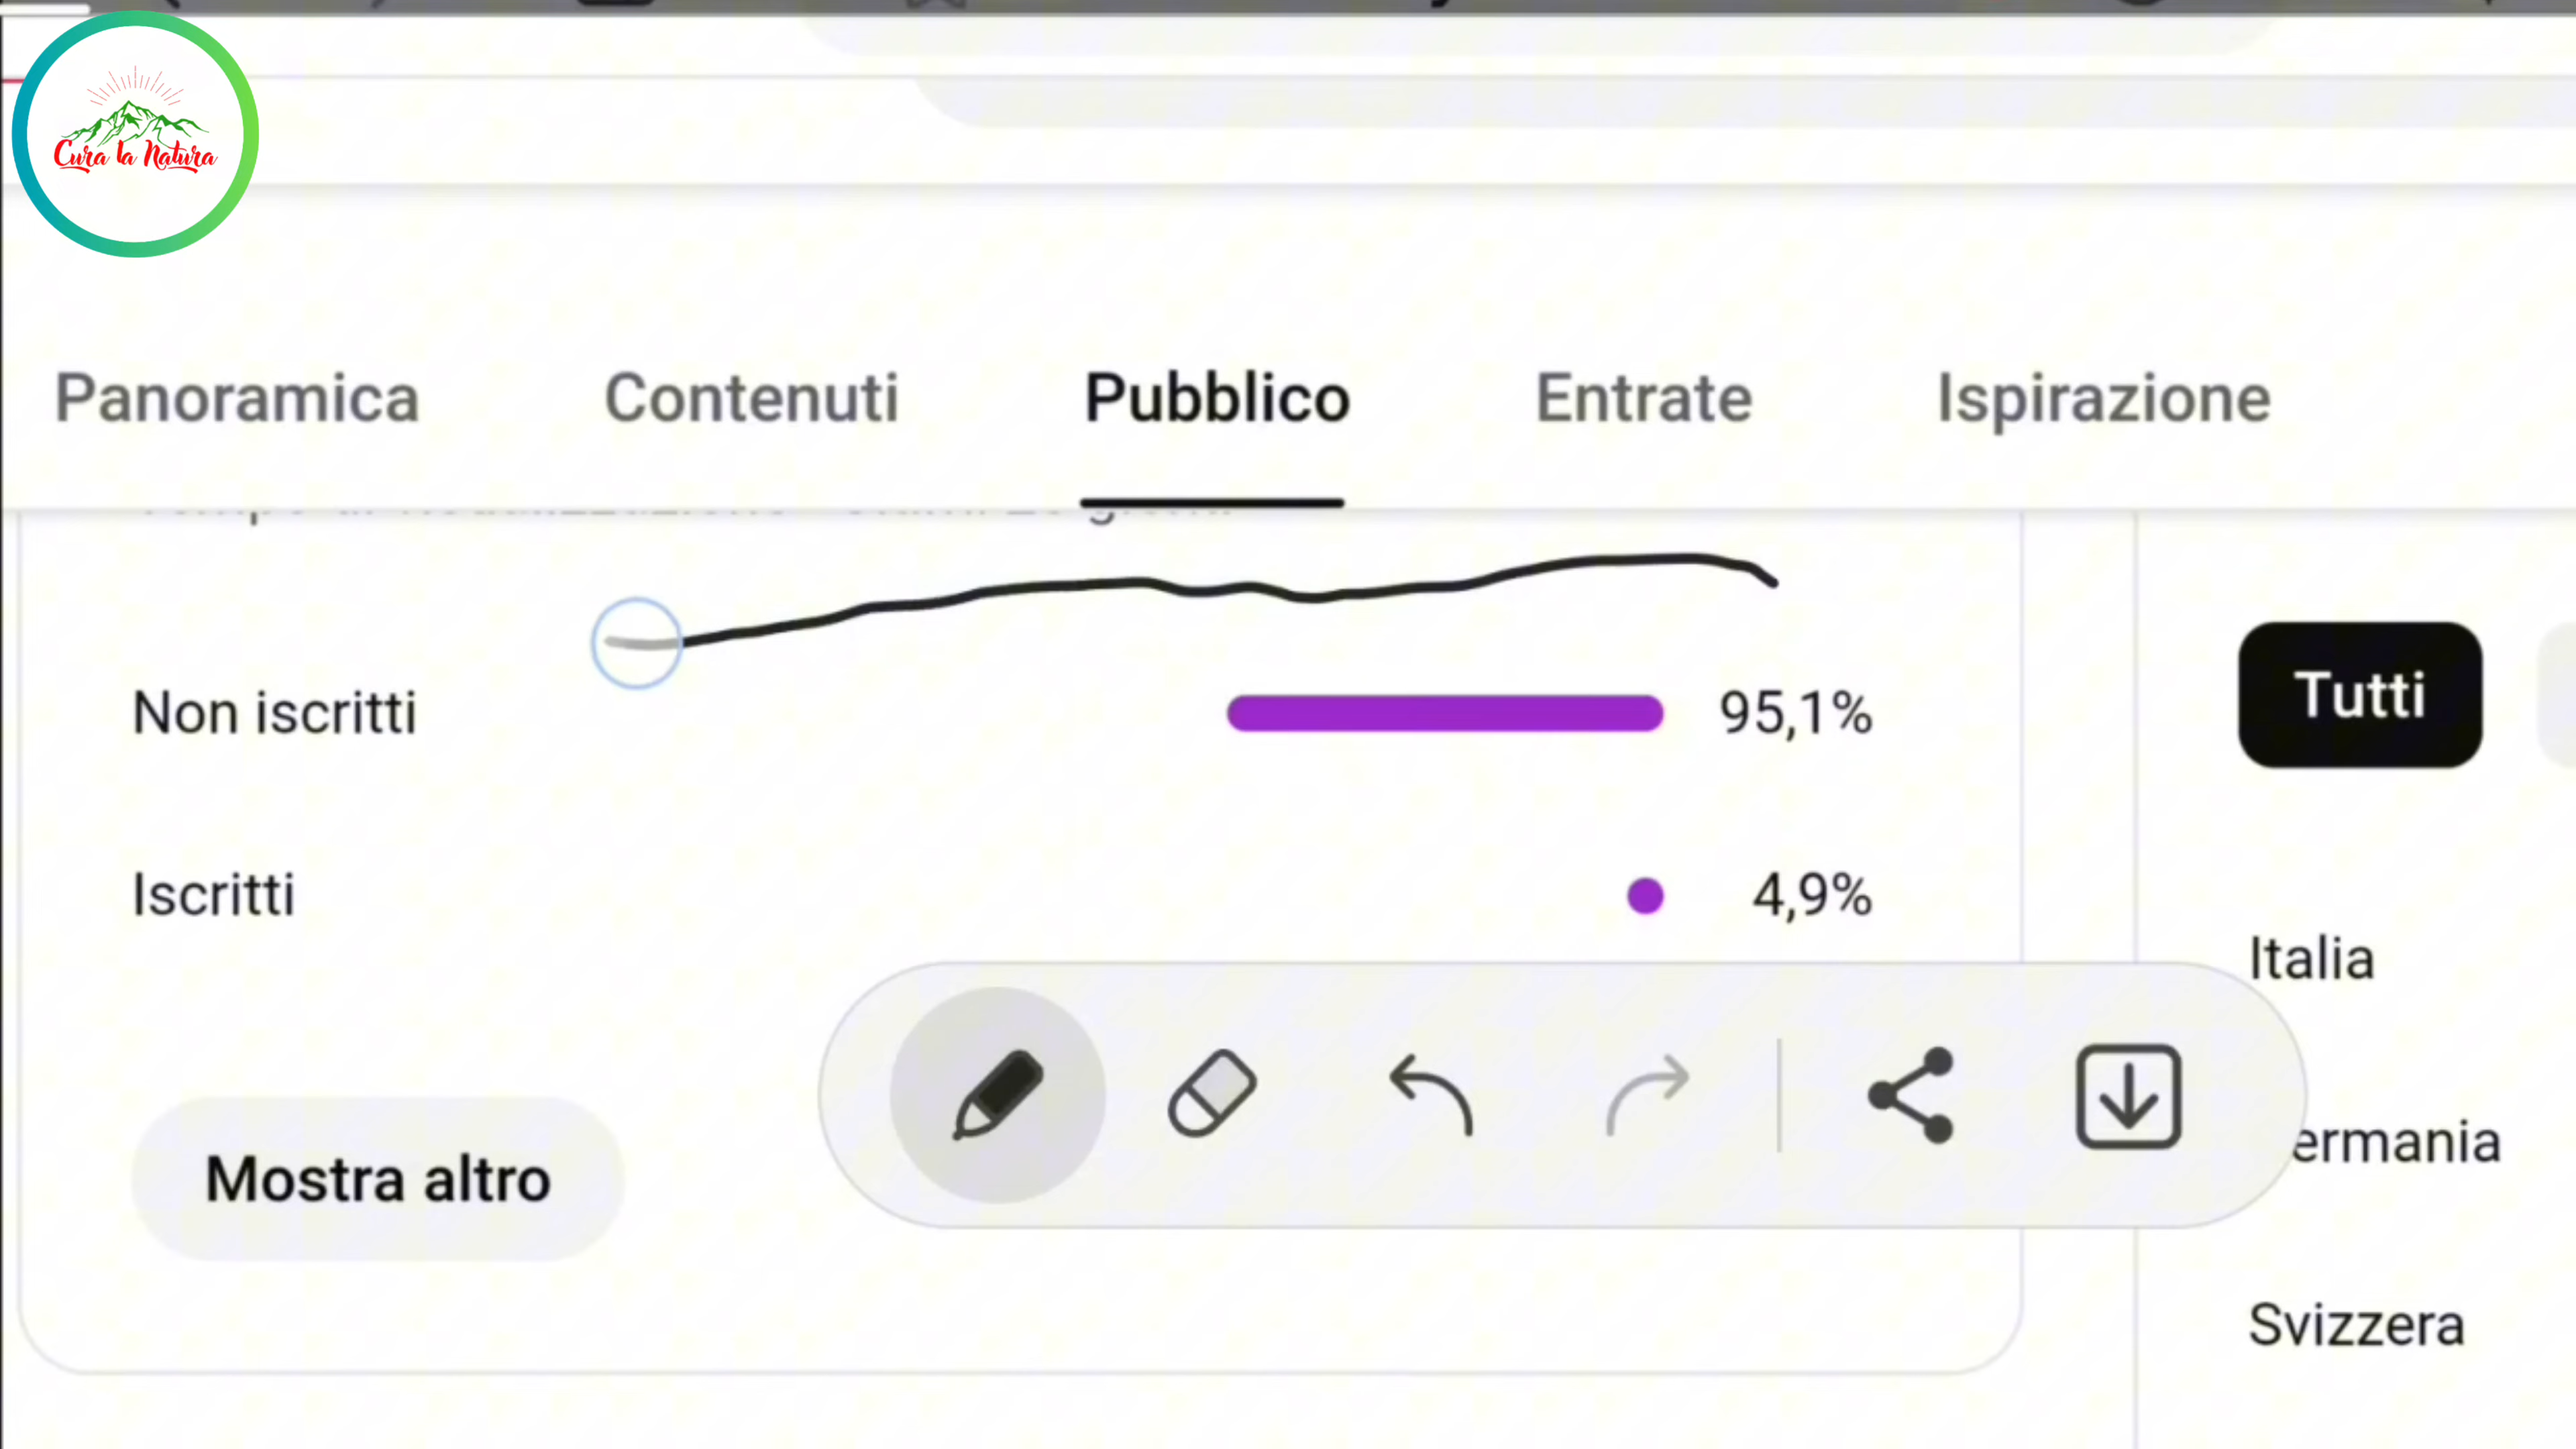 Cura la Natura
Panoramica Contenuti Pubblico Entrate Ispirazione
Non iscritti 95,1%
Iscritti 4,9%
Mostra altro
Tutti
Italia
ermania
Svizzera